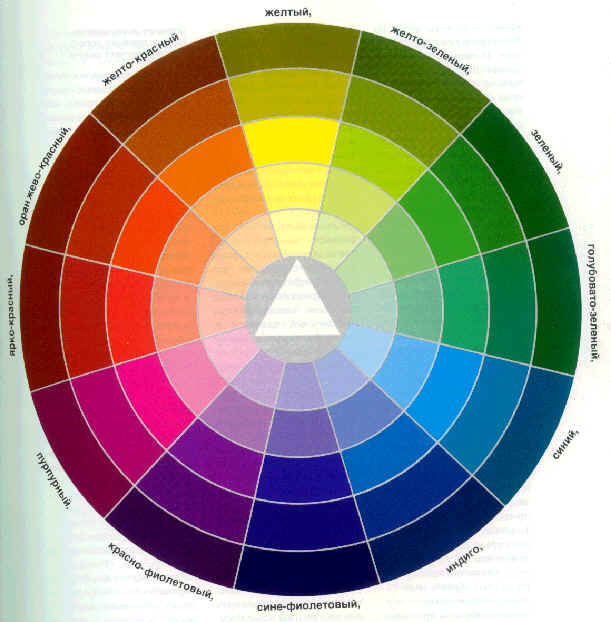 желтый,
желто-зеленый,
зеленый,
голубовато-зеленый,
синий,
индиго,
сине-фиолетовый,
красно-фиолетовый,
пурпурный,
ярко-красный,
оран жево-красный,
желто-красный